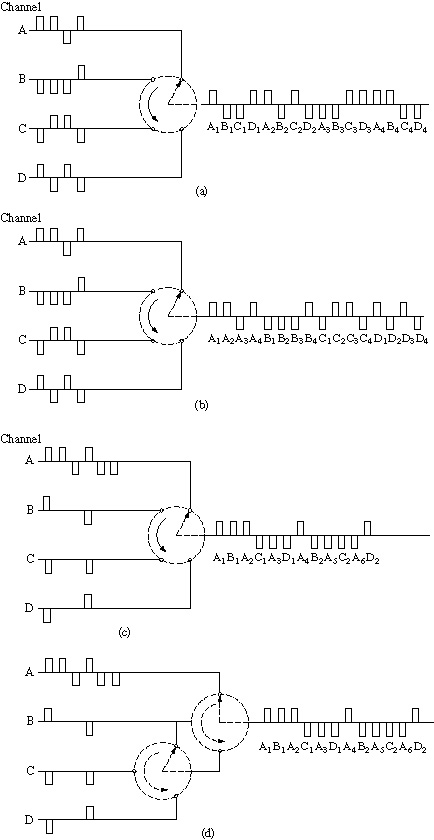 Channel
A
B
C
D
A1B1C1D1A2B2C2D2A3B3C3D3A4B4C4D4
(a)
Channel
A
B
C
D
A1A2A3A4B1B2B3B4C1C2C3C4D1D2D3D4
(b)
Channel
A
B
C
D
A1B1A2C1A3D1A4B2A5C2A6D2
(c)
A
B
C
D
A1B1A2C1A3D1A4B2A5C2A6D2
(d)